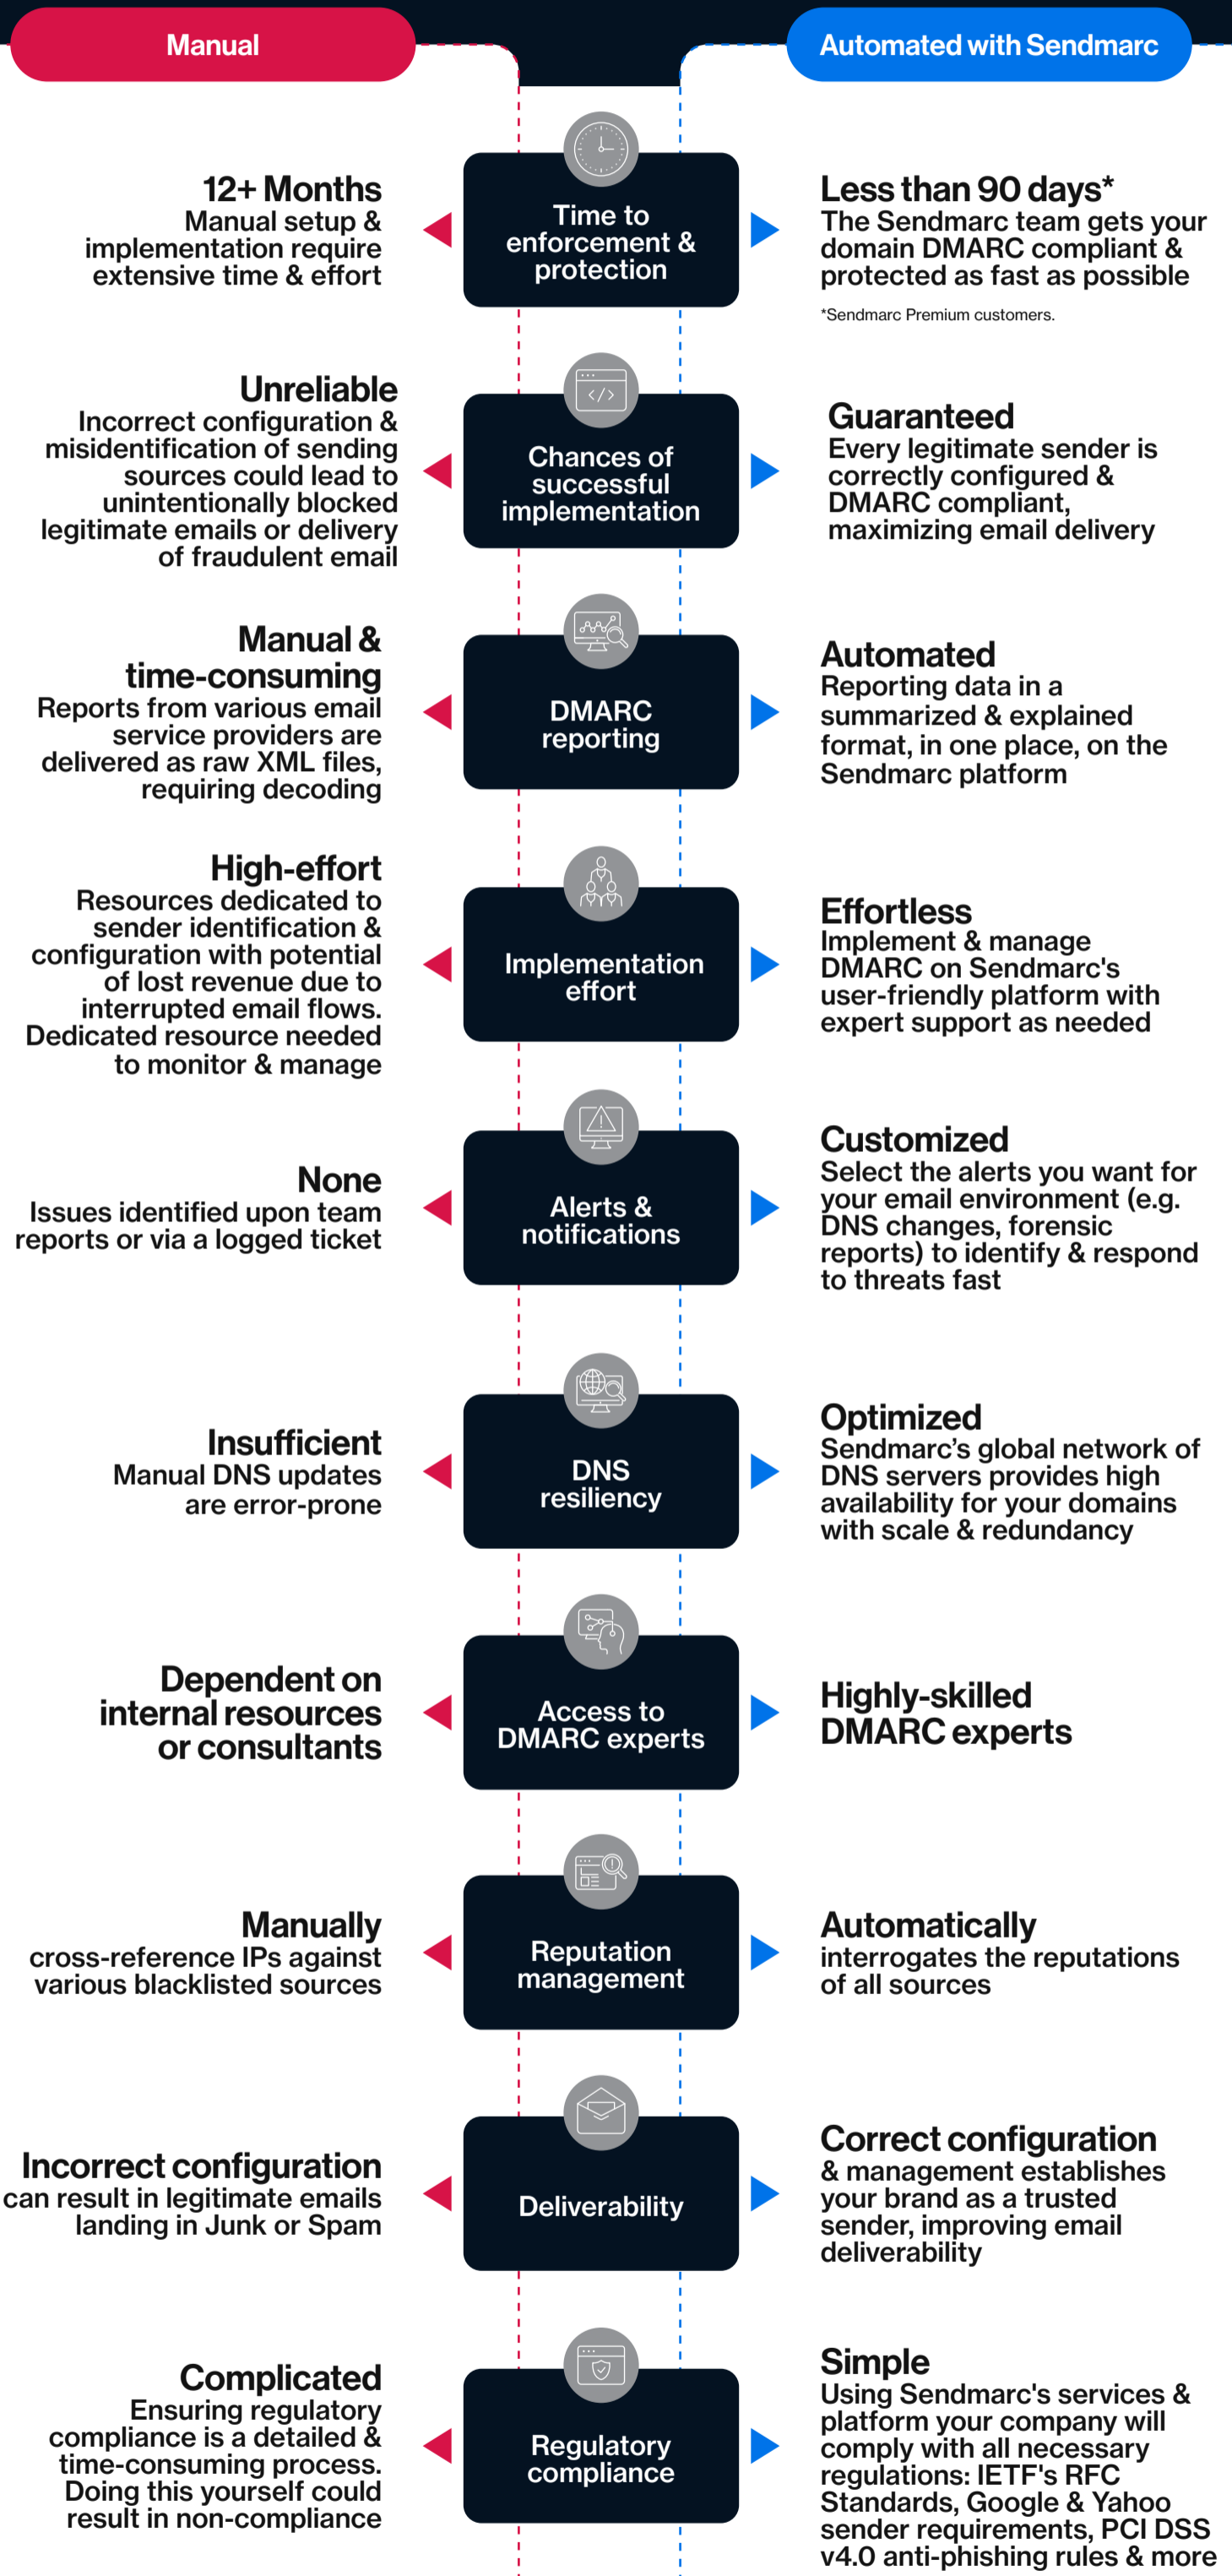 Manual
Automated with Sendmarc
12+ Months
Manual setup &
implementation require
extensive time & effort
Time to
enforcement &
protection
Less than 90 days*
The Sendmarc team gets your
domain DMARC compliant &
protected as fast as possible
*Sendmarc Premium customers.
Unreliable
Incorrect configuration &
misidentification of sending
sources could lead to
unintentionally blocked
legitimate emails or delivery
of fraudulent email
Chances of
successful
implementation
Guaranteed
Every legitimate sender is
correctly configured &
DMARC compliant,
maximizing email delivery
Manual &
time-consuming
Reports from various email
service providers are
delivered as raw XML files,
requiring decoding
DMARC
reporting
Automated
Reporting data in a
summarized & explained
format, in one place, on the
Sendmarc platform
High-effort
Resources dedicated to
sender identification &
configuration with potential
of lost revenue due to
interrupted email flows.
Dedicated resource needed
to monitor & manage
Implementation
effort
Effortless
Implement & manage
DMARC on Sendmarc's
user-friendly platform with
expert support as needed
None
Issues identified upon team
reports or via a logged ticket
Alerts &
notifications
Customized
Select the alerts you want for
your email environment (e.g.
DNS changes, forensic
reports) to identify & respond
to threats fast
Insufficient
Manual DNS updates
are error-prone
DNS
resiliency
Optimized
Sendmarc’s global network of
DNS servers provides high
availability for your domains
with scale & redundancy
Dependent on
internal resources
or consultants
Access to
DMARC experts
Highly-skilled
DMARC experts
Manually
cross-reference IPs against
various blacklisted sources
Reputation
management
Automatically
interrogates the reputations
of all sources
Incorrect configuration
can result in legitimate emails
landing in Junk or Spam
Deliverability
Correct configuration
& management establishes
your brand as a trusted
sender, improving email
deliverability
Complicated
Ensuring regulatory
compliance is a detailed &
time-consuming process.
Doing this yourself could
result in non-compliance
Regulatory
compliance
Simple
Using Sendmarc's services &
platform your company will
comply with all necessary
regulations: IETF's RFC
Standards, Google & Yahoo
sender requirements, PCI DSS
v4.0 anti-phishing rules & more